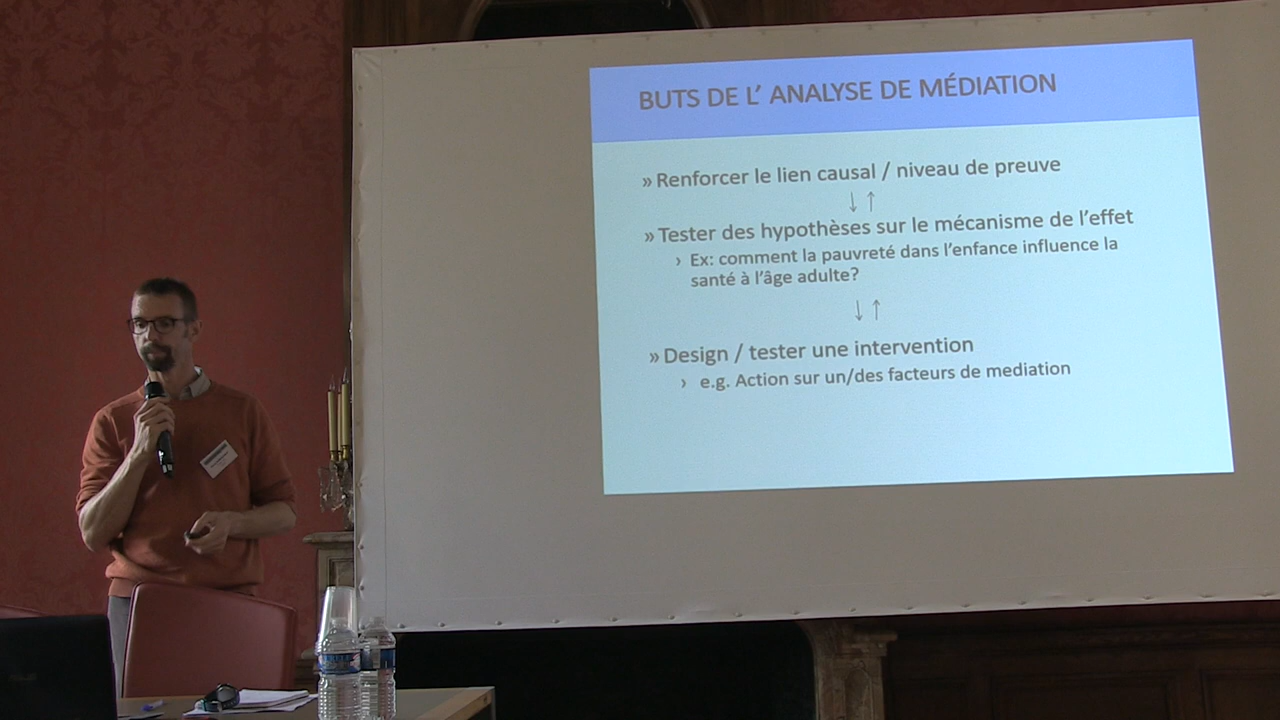 BUTS DE L’ ANALYSE DE MÉDIATION
» Renforcer le lien causal / niveau de preuve
↓ ↑
» Tester des hypothèses sur le mécanisme de l’effet
› Ex: comment la pauvreté dans l’enfance influence la
santé à l’âge adulte?
↓ ↑
» Design / tester une intervention
› e.g. Action sur un/des facteurs de mediation